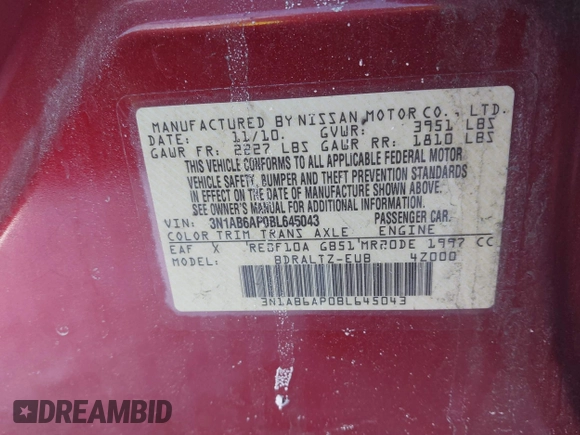 MANUFACTURED BY NISSAN MOTOR CO., LTD.
DATE: 11/10. GVWR: 3951 LBS
GAWR FR: 2227 LBS GAWR RR: 1810 LBS
THIS VEHICLE CONFORMS TO ALL APPLICABLE FEDERAL MOTOR
VEHICLE SAFETY, BUMPER AND THEFT PREVENTION STANDARDS
IN EFFECT ON THE DATE OF MANUFACTURE SHOWN ABOVE.
SEE OWNER'S MANUAL FOR ADDITIONAL INFORMATION.
VIN: 3N1AB6AP0BL645043 PASSENGER CAR.
COLOR TRIM TRANS AXLE ENGINE
EAF X RE0F10A GB51 MR20DE 1997 CC
MODEL: BDRALTZ-EUB 4Z000
3N1AB6AP0BL645043
DREAMBID